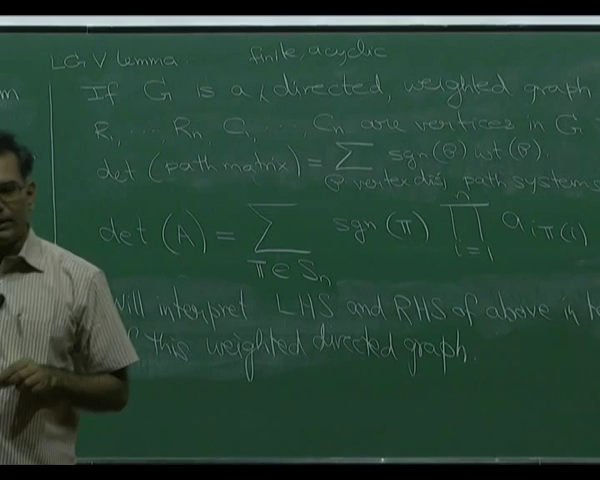 LGV lemma. finite, acyclic
m
If G is a directed, weighted graph
R1, ..., Rn, C1, ..., Cn are vertices in G
det (path matrix) = ∑ sgn(P) wt(P).
P vertex disj path systems
det (A) = ∑_{π∈Sn} sgn(π) ∏_{i=1}^{n} a_{iπ(i)}
Will interpret LHS and RHS of above in
of this weighted directed graph.